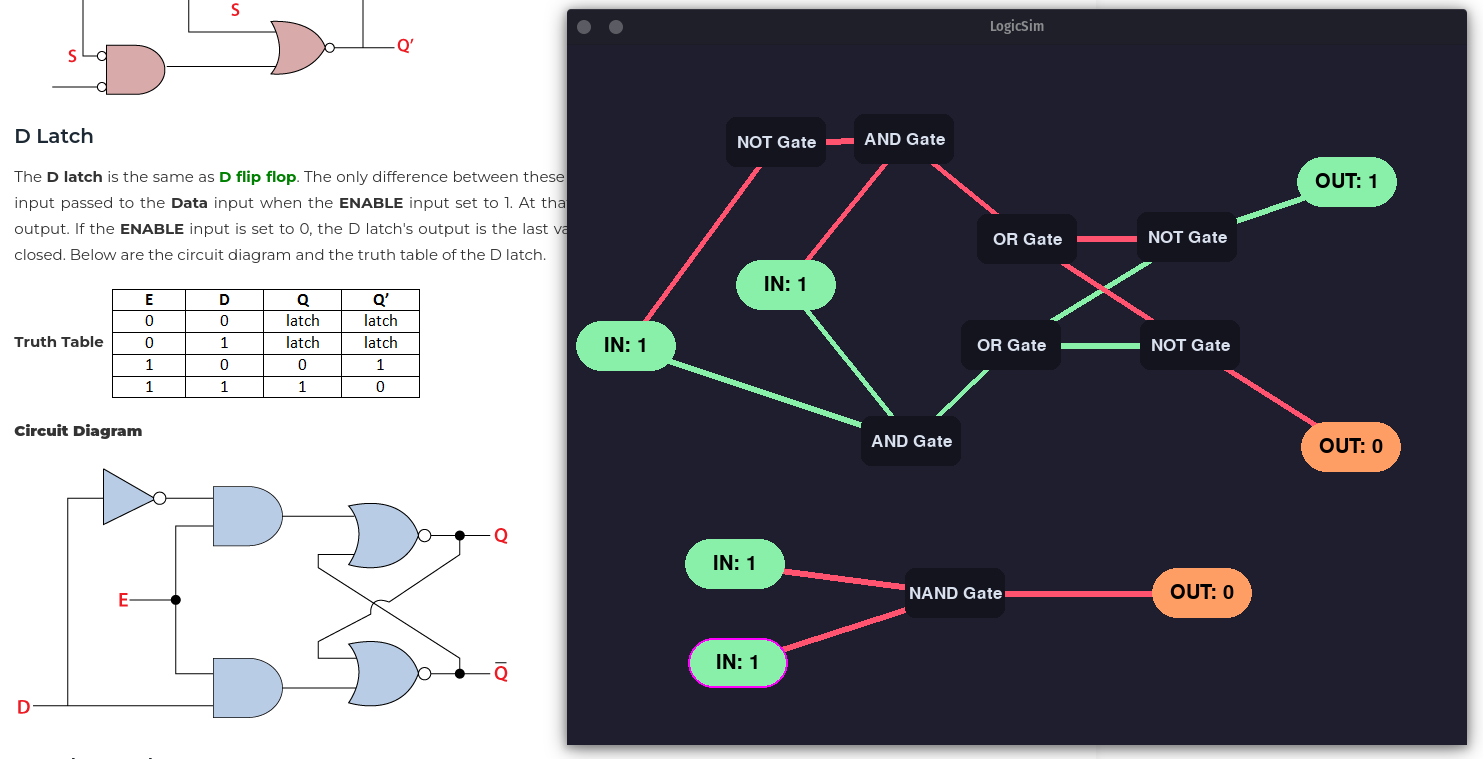 S
S
Q’
D Latch
The D latch is the same as D flip flop. The only difference between these
input passed to the Data input when the ENABLE input set to 1. At tha
output. If the ENABLE input is set to 0, the D latch's output is the last va
closed. Below are the circuit diagram and the truth table of the D latch.
Truth Table
E D Q Q’
0 0 latch latch
0 1 latch latch
1 0 0 1
1 1 1 0
Circuit Diagram
Q
E
Q̅
D
LogicSim
NOT Gate
AND Gate
OUT: 1
OR Gate
NOT Gate
IN: 1
IN: 1
OR Gate
NOT Gate
AND Gate
OUT: 0
IN: 1
NAND Gate
OUT: 0
IN: 1